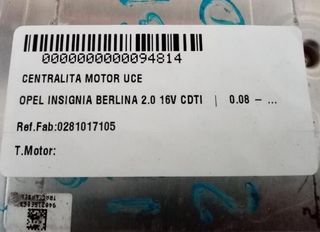 0000000000094814
CENTRALITA MOTOR UCE
OPEL INSIGNIA BERLINA 2.0 16V CDTI | 0.08 – ...
Ref.Fab:0281017105
T.Motor: